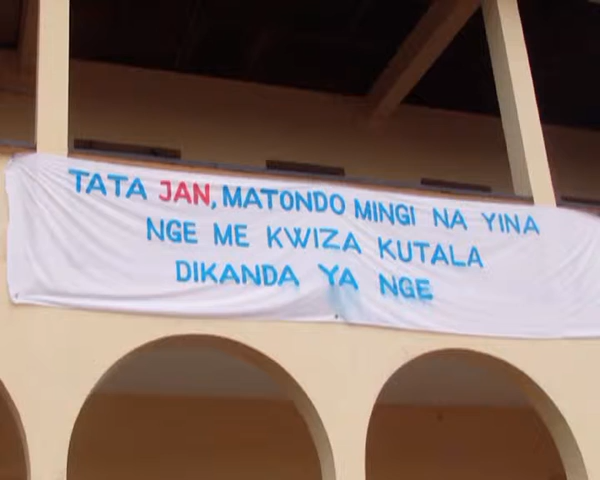 TATA JAN, MATONDO MINGI NA YINA
NGE ME KWIZA KUTALA
DIKANDA YA NGE